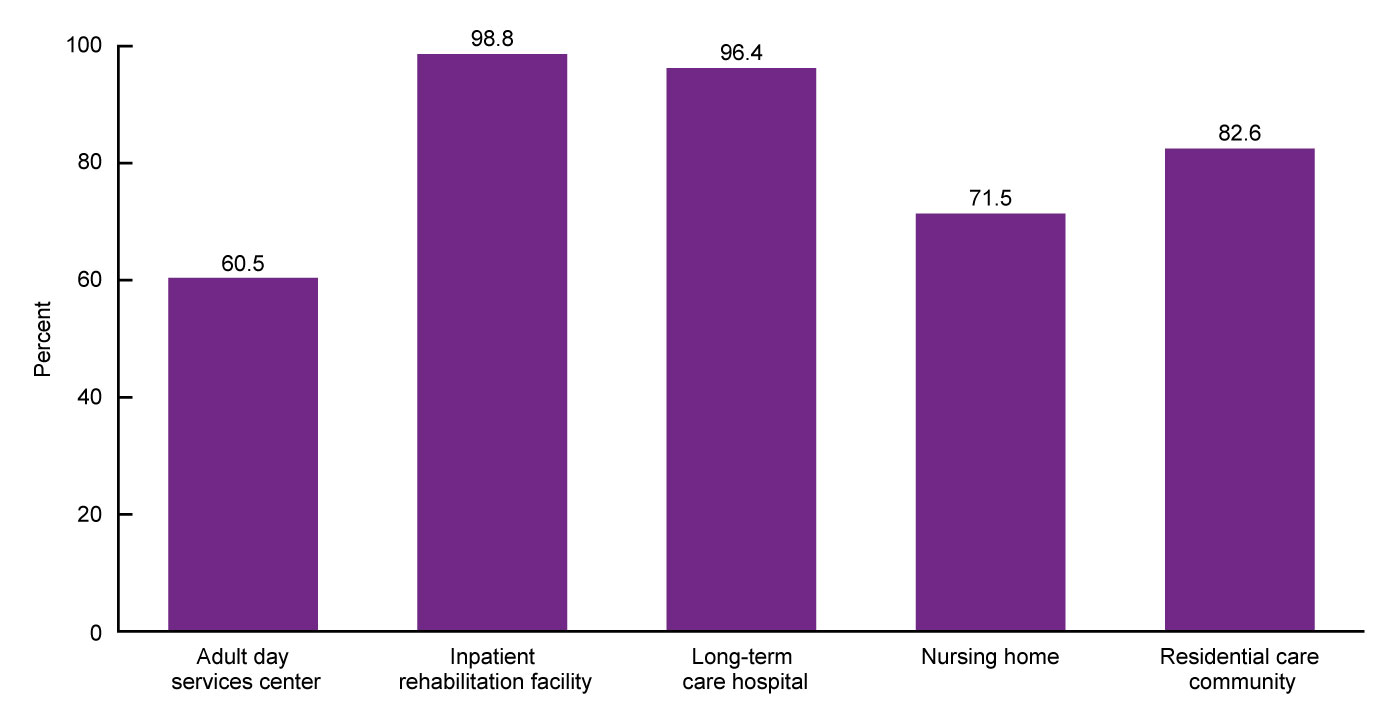 Percent
100
80
60
40
20
0
60.5
98.8
96.4
71.5
82.6
Adult day
services center
Inpatient
rehabilitation facility
Long-term
care hospital
Nursing home
Residential care
community